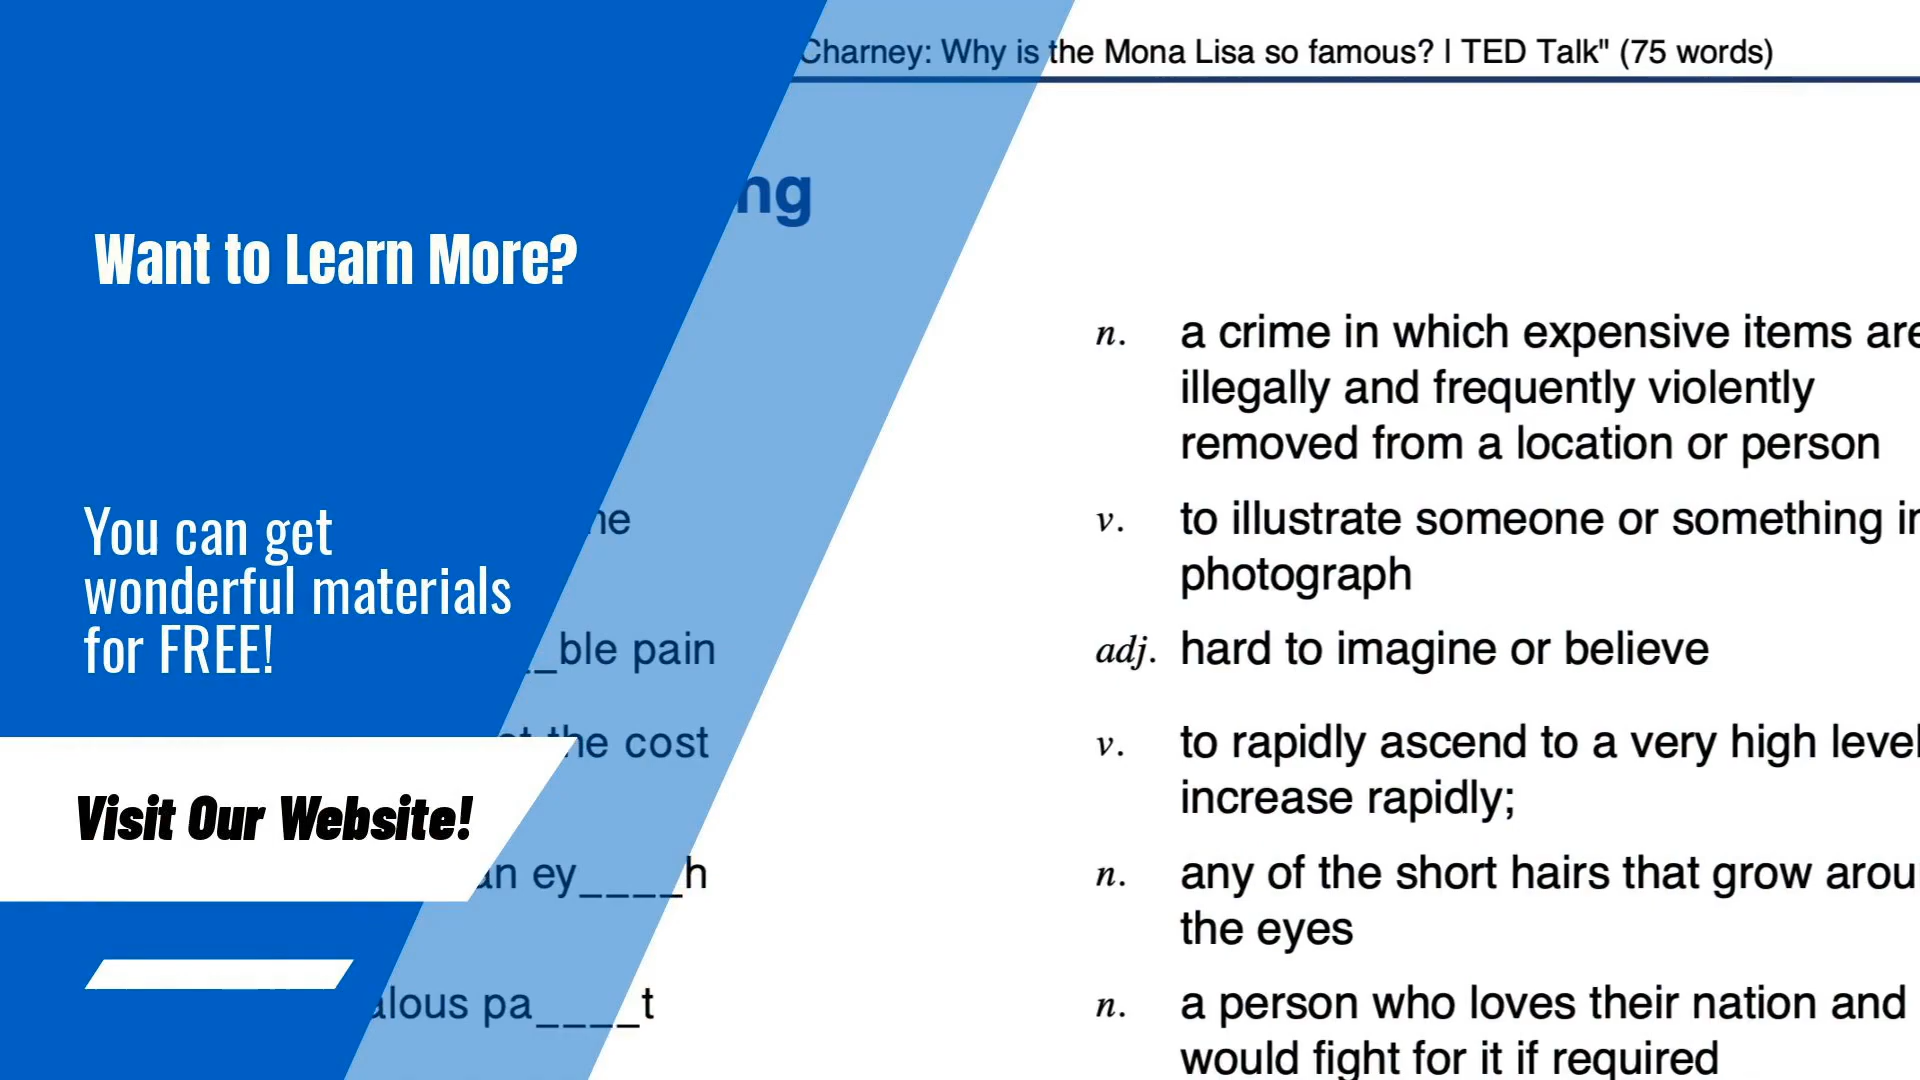 Charney: Why is the Mona Lisa so famous? | TED Talk" (75 words)
ng
Want to Learn More?
You can get
wonderful materials
for FREE!
Visit Our Website!
n. a crime in which expensive items are
illegally and frequently violently
removed from a location or person
v. to illustrate someone or something in
photograph
_ble pain
adj. hard to imagine or believe
the cost
v. to rapidly ascend to a very high level
increase rapidly;
an ey____h
n. any of the short hairs that grow arou
the eyes
alous pa____t
n. a person who loves their nation and
would fight for it if required